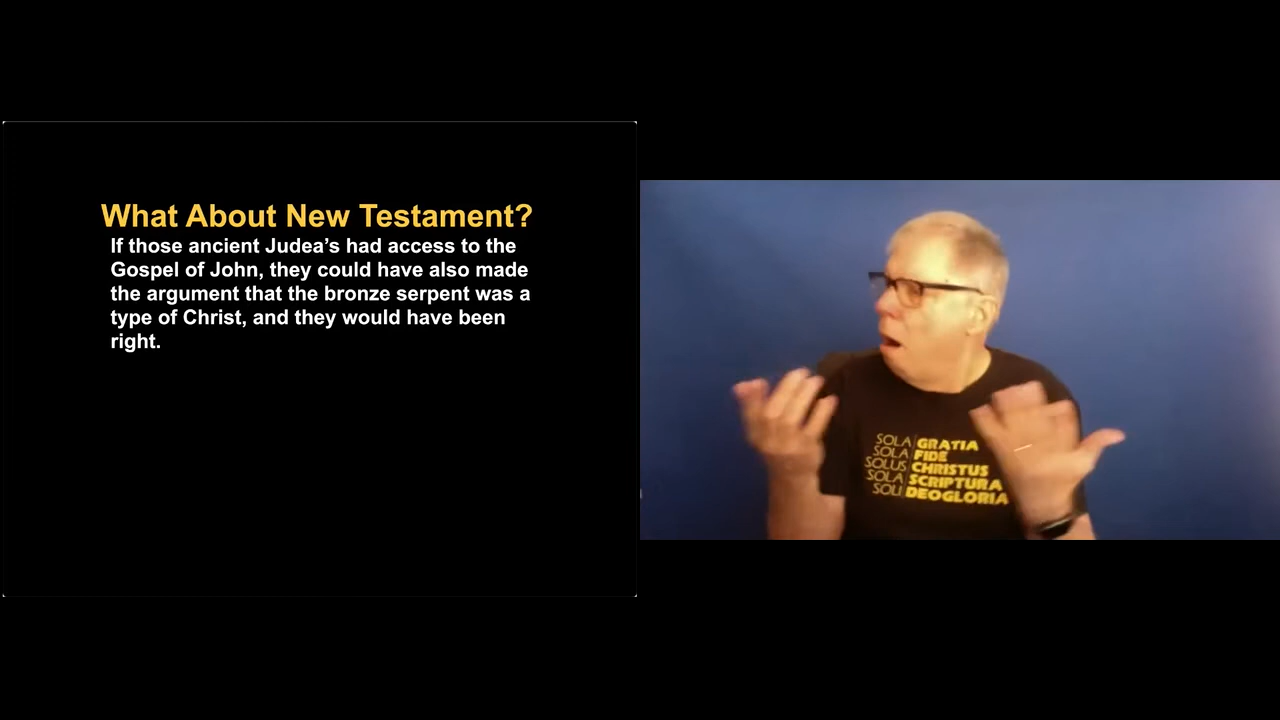 What About New Testament?
If those ancient Judea’s had access to the
Gospel of John, they could have also made
the argument that the bronze serpent was a
type of Christ, and they would have been
right.
SOLA GRATIA
SOLA FIDE
SOLUS CHRISTUS
SOLA SCRIPTURA
SOLI DEOGLORIA